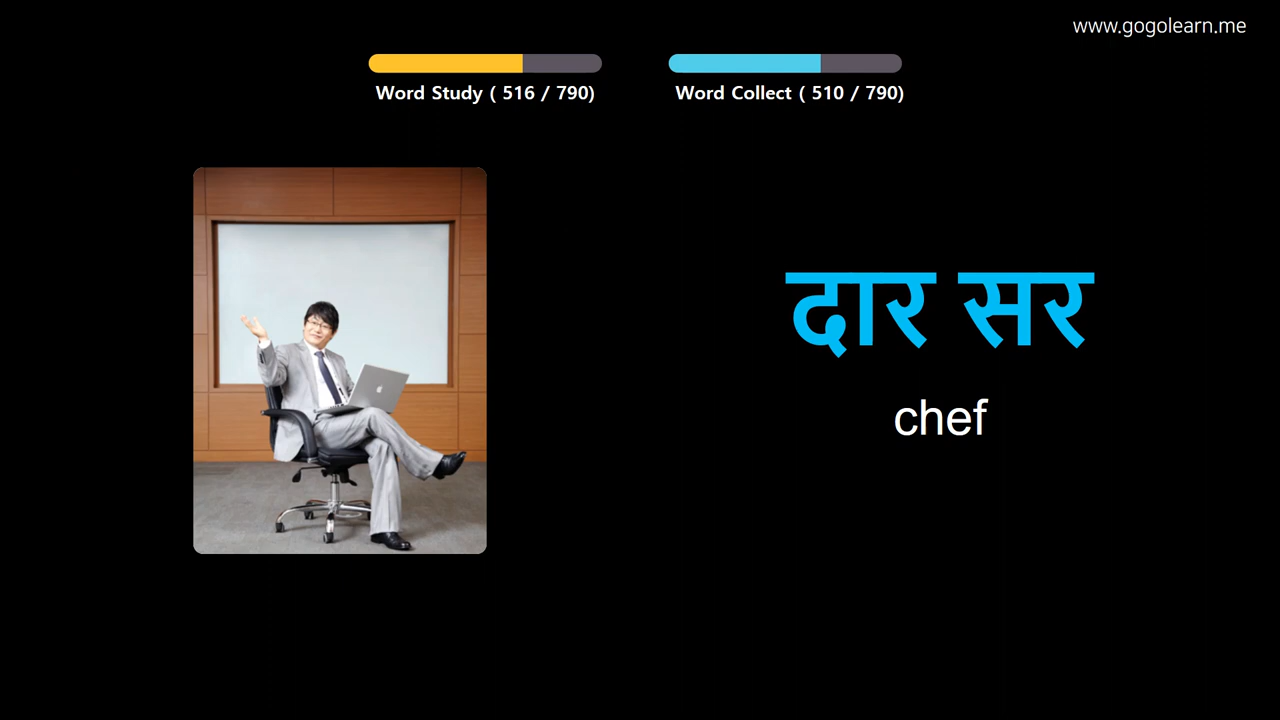 www.gogolearn.me
Word Study ( 516 / 790)
Word Collect ( 510 / 790)
दार सर
chef